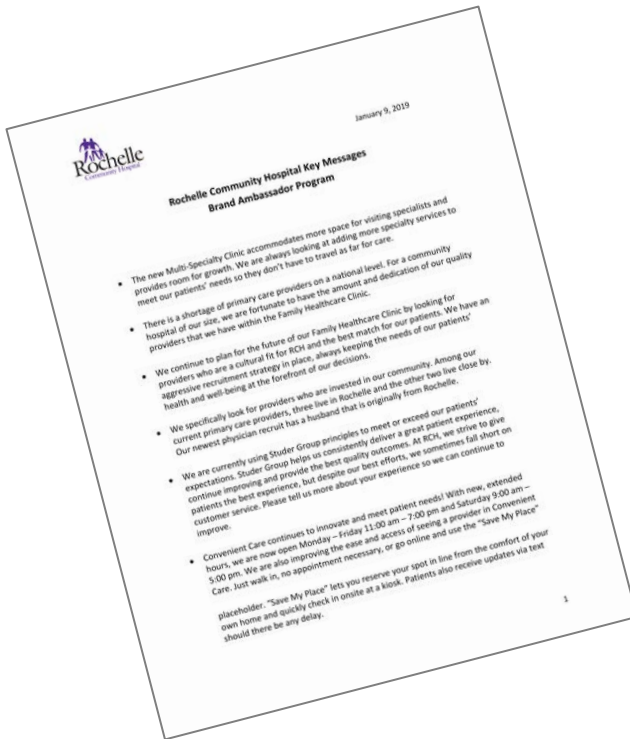 January 9, 2019
Rochelle
Community Hospital
Rochelle Community Hospital Key Messages
Brand Ambassador Program
• The new Multi-Specialty Clinic accommodates more space for visiting specialists and
provides room for growth. We are always looking at adding more specialty services to
meet our patients' needs so they don't have to travel as far for care.
• There is a shortage of primary care providers on a national level. For a community
hospital of our size, we are fortunate to have the amount and dedication of our quality
providers that we have within the Family Healthcare Clinic.
• We continue to plan for the future of our Family Healthcare Clinic by looking for
providers who are a cultural fit for RCH and the best match for our patients. We have an
aggressive recruitment strategy in place, always keeping the needs of our patients'
health and well-being at the forefront of our decisions.
• We specifically look for providers who are invested in our community. Among our
current primary care providers, three live in Rochelle and the other two live close by.
Our newest physician recruit has a husband that is originally from Rochelle.
• We are currently using Studer Group principles to meet or exceed our patients'
expectations. Studer Group helps us consistently deliver a great patient experience,
continue improving and provide the best quality outcomes. At RCH, we strive to give
patients the best experience, but despite our best efforts, we sometimes fall short on
customer service. Please tell us more about your experience so we can continue to
improve.
• Convenient Care continues to innovate and meet patient needs! With new, extended
hours, we are now open Monday – Friday 11:00 am – 7:00 pm and Saturday 9:00 am –
5:00 pm. We are also improving the ease and access of seeing a provider in Convenient
Care. Just walk in, no appointment necessary, or go online and use the "Save My Place"
placeholder. "Save My Place" lets you reserve your spot in line from the comfort of your
own home and quickly check in onsite at a kiosk. Patients also receive updates via text
should there be any delay.
1